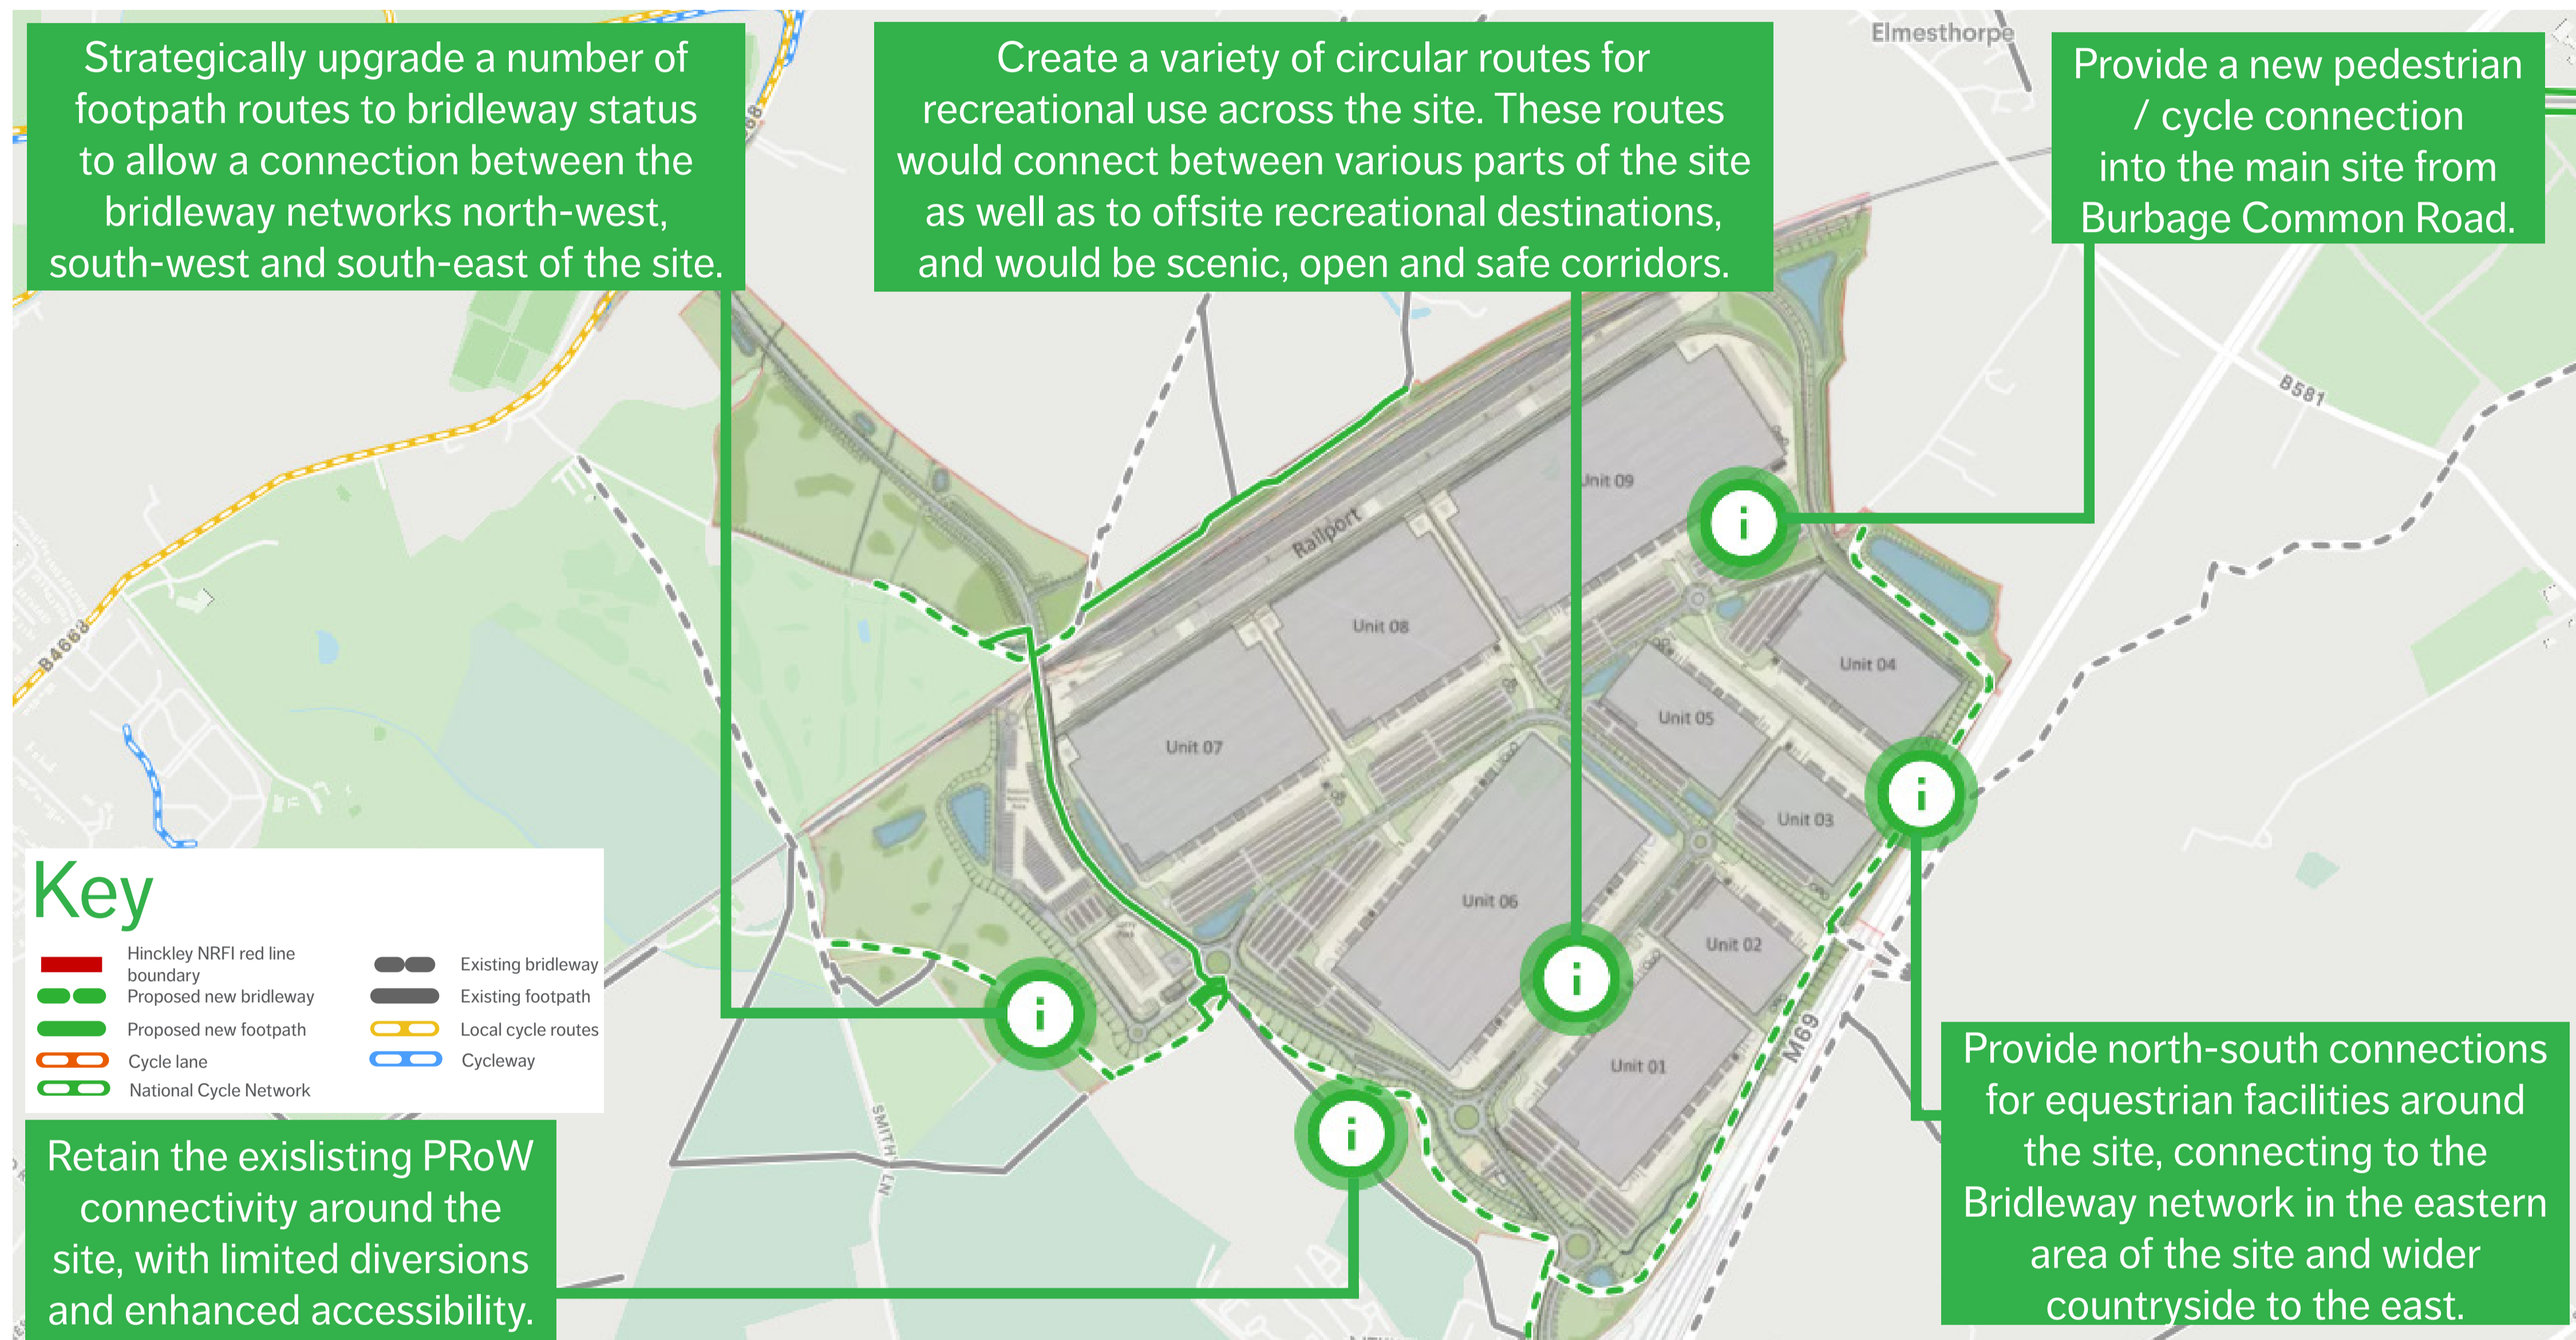 Strategically upgrade a number of
footpath routes to bridleway status
to allow a connection between the
bridleway networks north-west,
south-west and south-east of the site.
Create a variety of circular routes for
recreational use across the site. These routes
would connect between various parts of the site
as well as to offsite recreational destinations,
and would be scenic, open and safe corridors.
Elmesthorpe
Provide a new pedestrian
/ cycle connection
into the main site from
Burbage Common Road.
B581
Unit 09
Railport
Unit 08
B4668
Unit 04
Unit 05
Unit 07
Unit 03
Unit 06
Unit 02
M69
Unit 01
SMITH LN
Key
Hinckley NRFI red line
boundary
Proposed new bridleway
Proposed new footpath
Cycle lane
National Cycle Network
Existing bridleway
Existing footpath
Local cycle routes
Cycleway
Retain the exislisting PRoW
connectivity around the
site, with limited diversions
and enhanced accessibility.
Provide north-south connections
for equestrian facilities around
the site, connecting to the
Bridleway network in the eastern
area of the site and wider
countryside to the east.